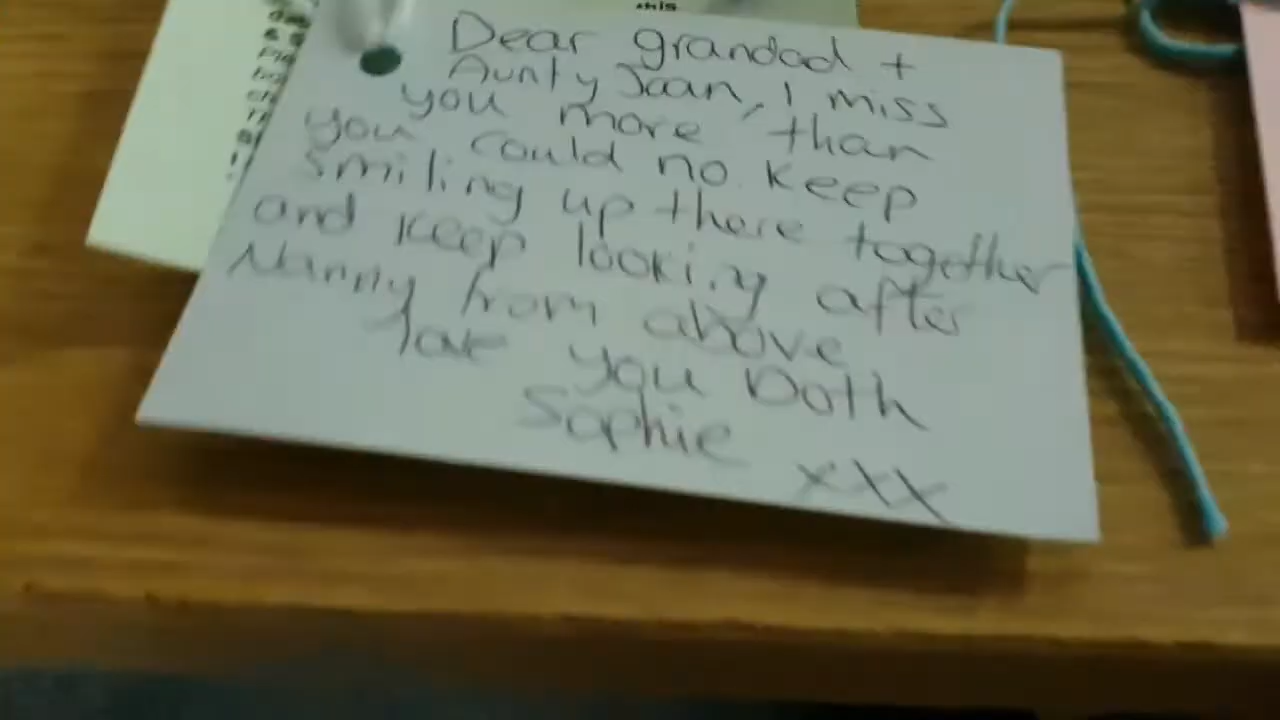 this
Dear grandad +
Aunty Joan, I miss
you more than
you could no keep
smiling up there together
and keep looking after
Nanny from above
love you both
Sophie xxx